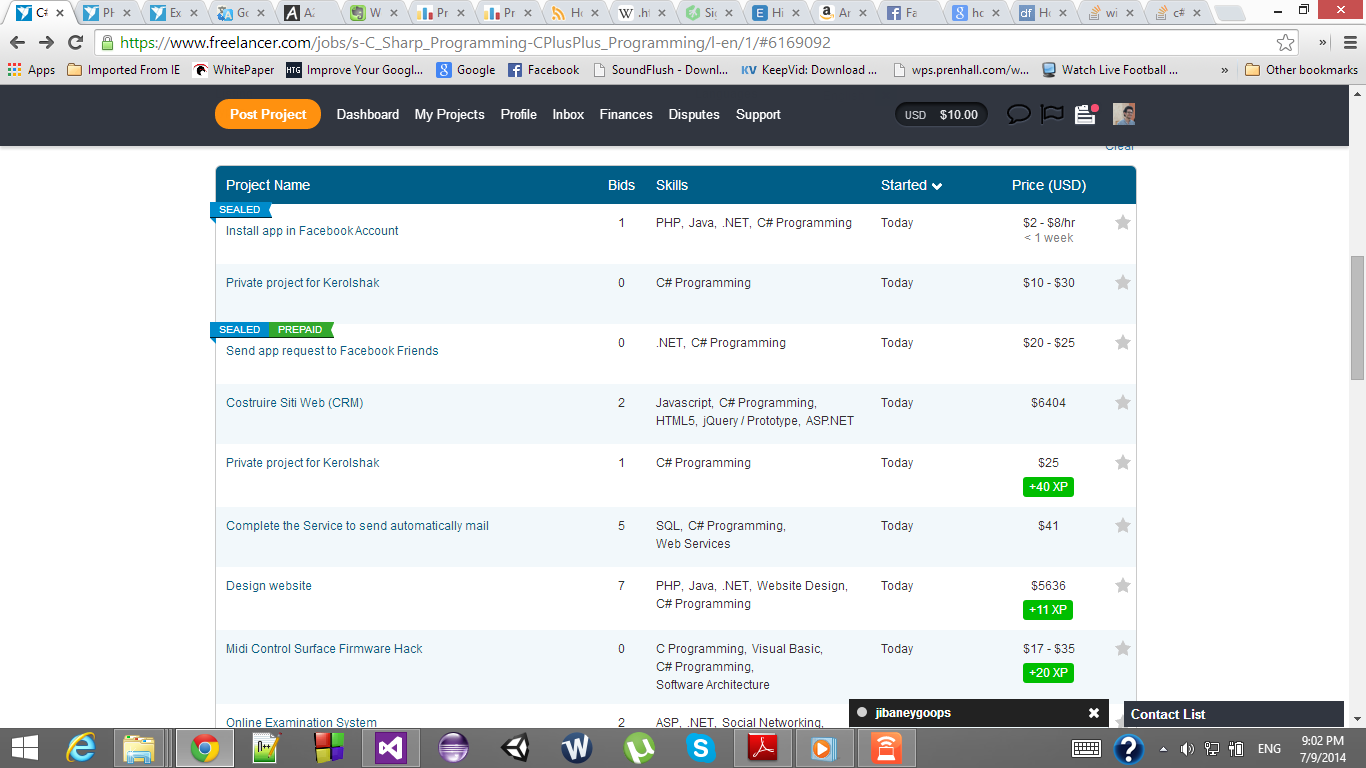 C#
PH
Ex
Go
A2
W
Pr
Pr
Ho
.ht
Sig
Hi
An
Fa
ho
Ho
wi
c#
https://www.freelancer.com/jobs/s-C_Sharp_Programming-CPlusPlus_Programming/l-en/1/#6169092
Apps Imported From IE WhitePaper Improve Your Googl... Google Facebook SoundFlush - Downl... KeepVid: Download ... wps.prenhall.com/w... Watch Live Football ... » Other bookmarks
Post Project Dashboard My Projects Profile Inbox Finances Disputes Support USD $10.00
Clear
Project Name Bids Skills Started Price (USD)
SEALED
Install app in Facebook Account 1 PHP, Java, .NET, C# Programming Today $2 - $8/hr
< 1 week
Private project for Kerolshak 0 C# Programming Today $10 - $30
SEALED PREPAID
Send app request to Facebook Friends 0 .NET, C# Programming Today $20 - $25
Costruire Siti Web (CRM) 2 Javascript, C# Programming, Today $6404
HTML5, jQuery / Prototype, ASP.NET
Private project for Kerolshak 1 C# Programming Today $25
+40 XP
Complete the Service to send automatically mail 5 SQL, C# Programming, Today $41
Web Services
Design website 7 PHP, Java, .NET, Website Design, Today $5636
C# Programming +11 XP
Midi Control Surface Firmware Hack 0 C Programming, Visual Basic, Today $17 - $35
C# Programming, +20 XP
Software Architecture
Online Examination System 2 ASP, .NET, Social Networking,
jibaneygoops
Contact List
ENG
9:02 PM
7/9/2014